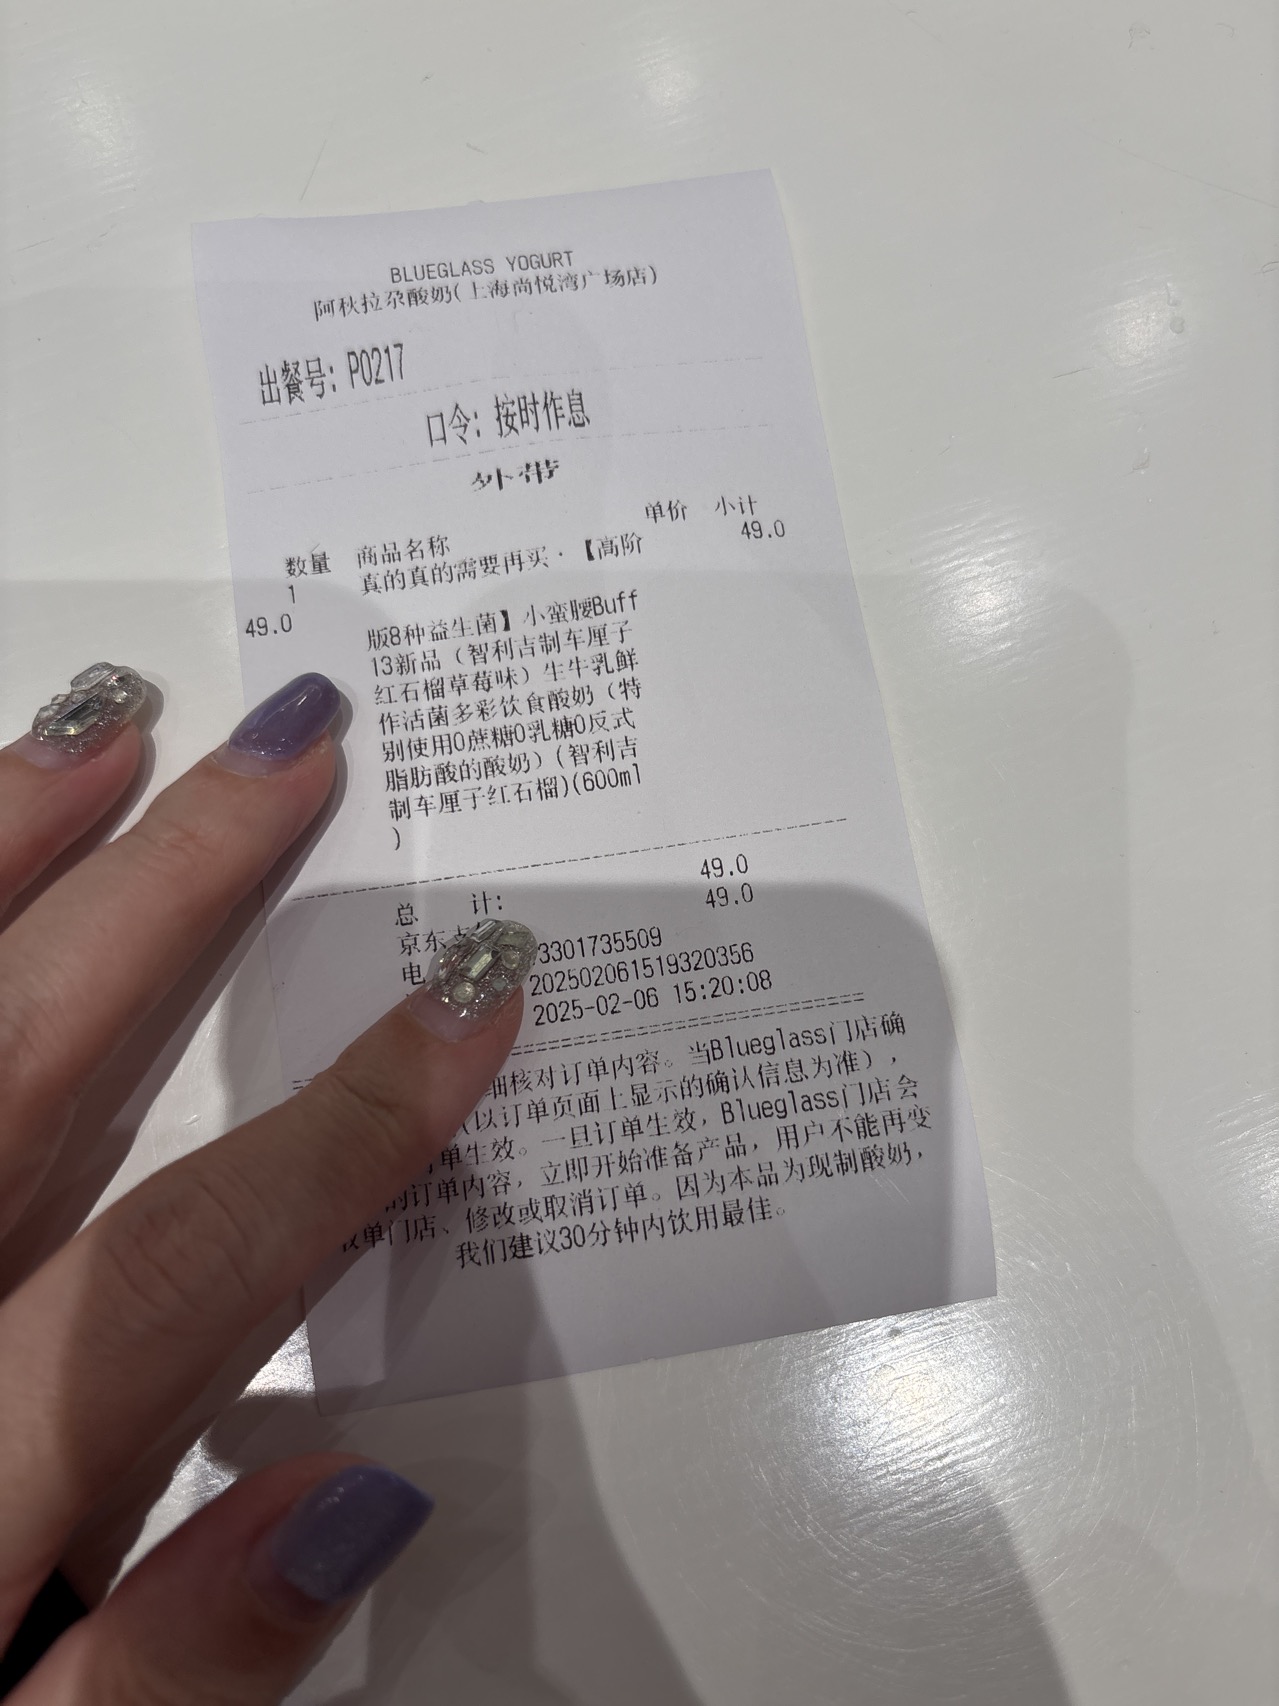 BLUEGLASS YOGURT
阿秋拉尕酸奶(上海尚悦湾广场店)
出餐号: P0217
口令: 按时作息
外带
数量 商品名称 单价 小计
1 真的真的需要再买·【高阶 49.0
49.0
版8种益生菌】小蛮腰Buff
13新品（智利吉制车厘子
红石榴草莓味）生牛乳鲜
作活菌多彩饮食酸奶（特
别使用0蔗糖0乳糖0反式
脂肪酸的酸奶）(智利吉
制车厘子红石榴)(600ml
)
总 计: 49.0
京东 49.0
电 3301735509
202502061519320356
2025-02-06 15:20:08
细核对订单内容。当Blueglass门店确
(以订单页面上显示的确认信息为准)，
单生效。一旦订单生效，Blueglass门店会
的订单内容，立即开始准备产品，用户不能再变
单门店、修改或取消订单。因为本品为现制酸奶，
我们建议30分钟内饮用最佳。